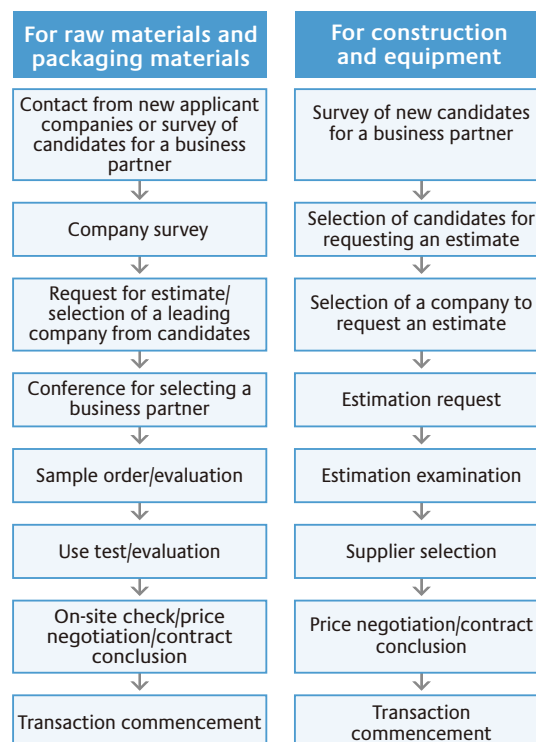 For raw materials and
packaging materials
Contact from new applicant
companies or survey of
candidates for a business
partner
Company survey
Request for estimate/
selection of a leading
company from candidates
Conference for selecting a
business partner
Sample order/evaluation
Use test/evaluation
On-site check/price
negotiation/contract
conclusion
Transaction commencement
For construction
and equipment
Survey of new candidates
for a business partner
Selection of candidates for
requesting an estimate
Selection of a company to
request an estimate
Estimation request
Estimation examination
Supplier selection
Price negotiation/contract
conclusion
Transaction
commencement